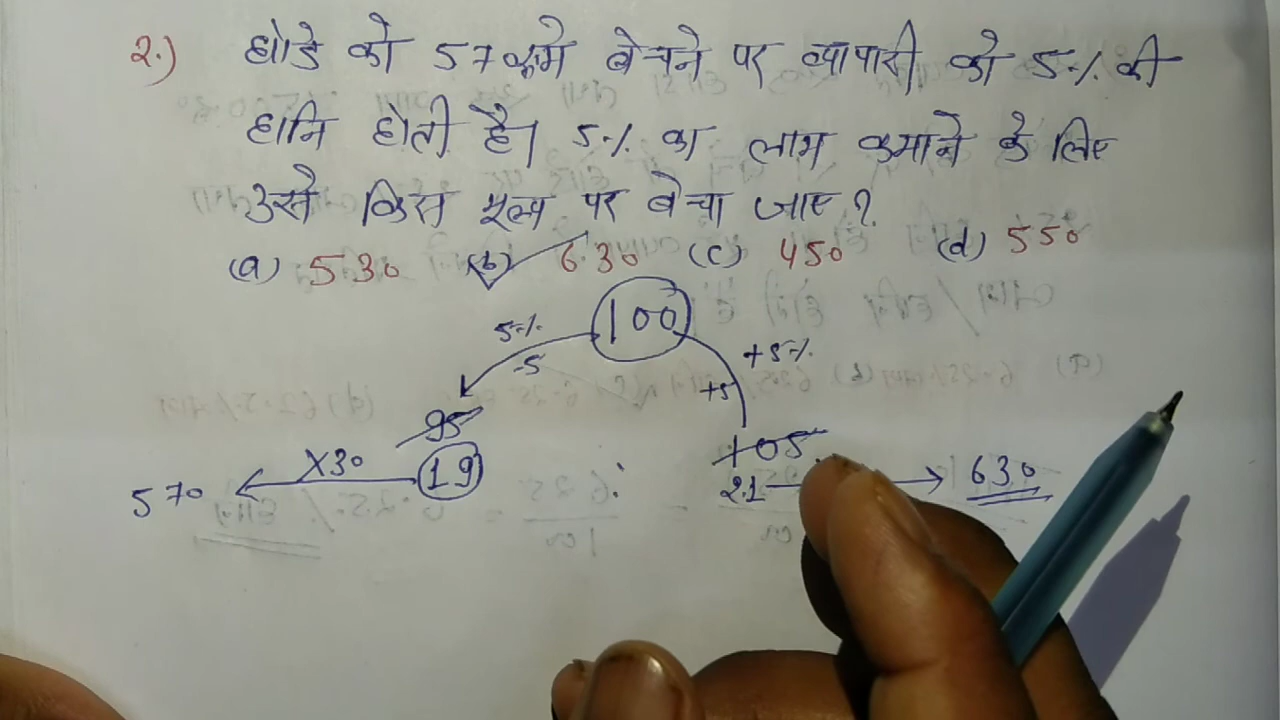 2.) घोडे को 570रू मे बेचने पर व्यापारी को 5% की
हानि होती है। 5% का लाभ कमाने के लिए
उसे किस मूल्य पर बेचा जाए ?
(a) 530 (b) 630 (c) 450 (d) 550
100
5% +5%
-5 +5
95 105
570 ×30 19 21 630